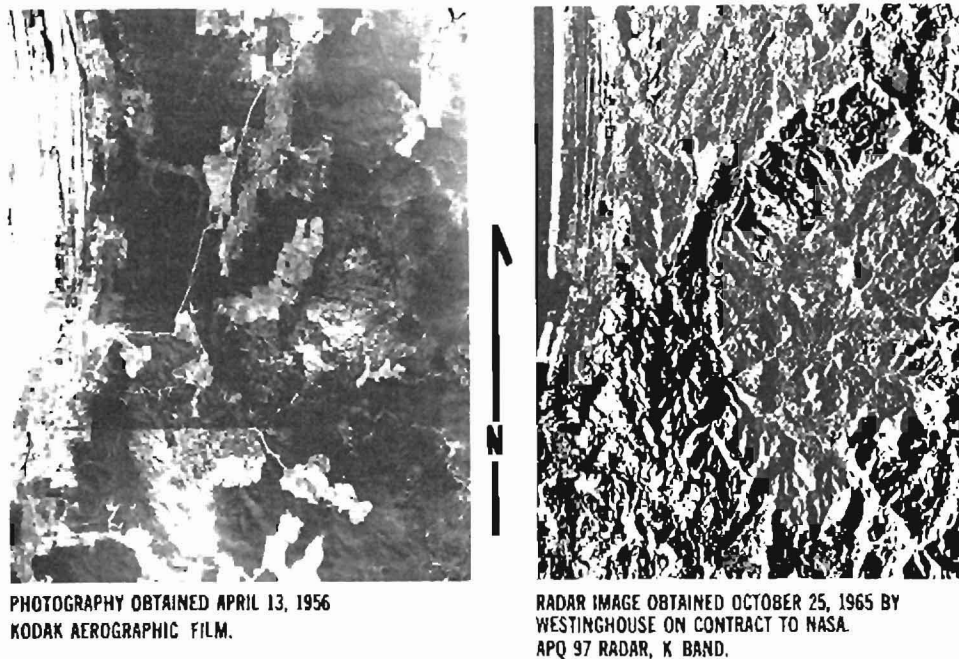 N
PHOTOGRAPHY OBTAINED APRIL 13, 1956
KODAK AEROGRAPHIC FILM.
RADAR IMAGE OBTAINED OCTOBER 25, 1965 BY
WESTINGHOUSE ON CONTRACT TO NASA.
APQ 97 RADAR, K BAND.